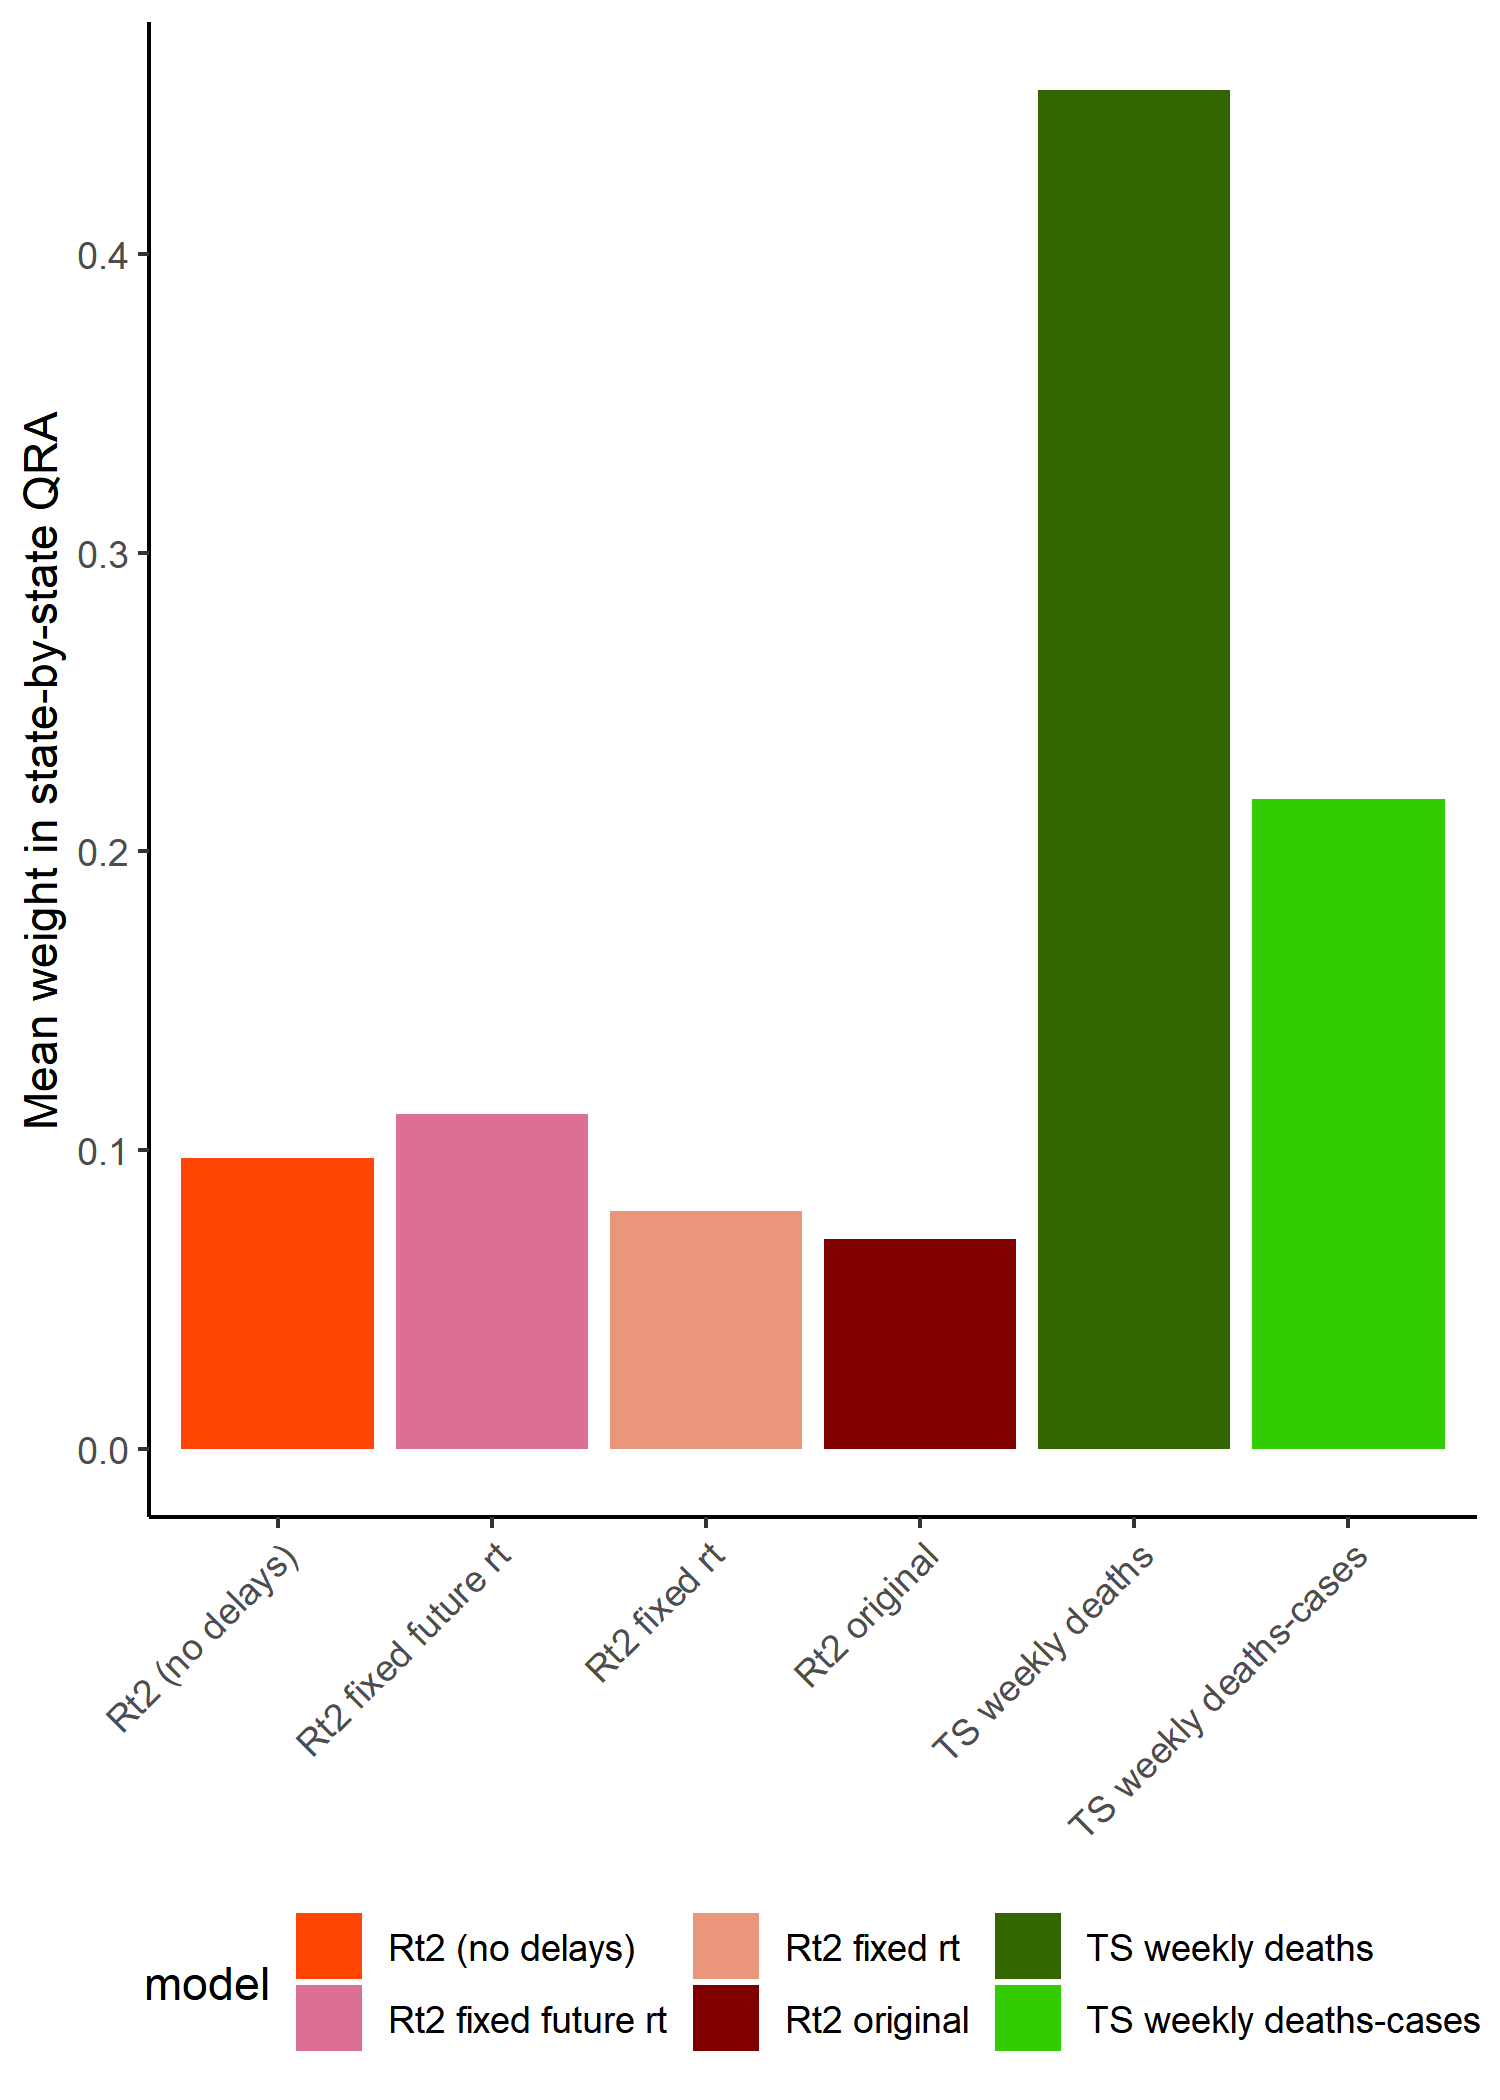 Mean weight in state-by-state QRA
0.4
0.3
0.2
0.1
0.0
Rt2 (no delays)
Rt2 fixed future rt
Rt2 fixed rt
Rt2 original
TS weekly deaths
TS weekly deaths-cases
model
Rt2 (no delays)
Rt2 fixed rt
TS weekly deaths
Rt2 fixed future rt
Rt2 original
TS weekly deaths-cases